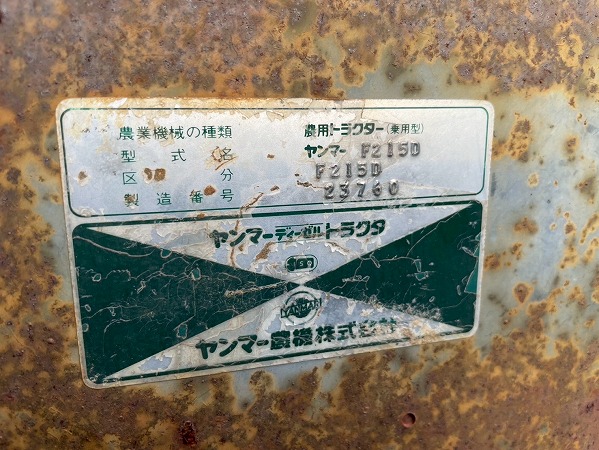 農業機械の種類 農用トラクター(乗用型)
型式名 ヤンマー F215D
区分 F215D
製造番号 23760
ヤンマーディーゼルトラクタ
YANMAR
ヤンマー農機株式会社